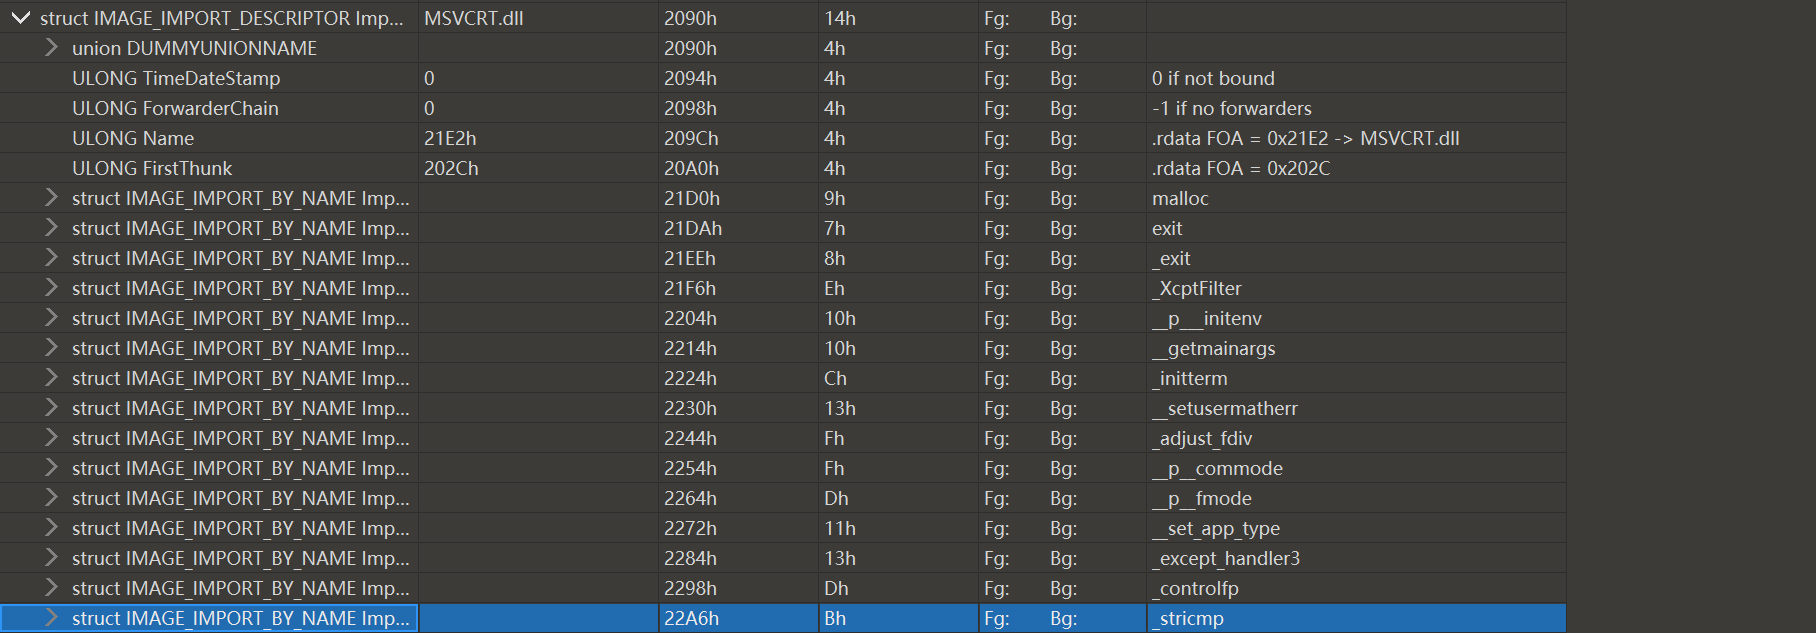 struct IMAGE_IMPORT_DESCRIPTOR Imp... MSVCRT.dll 2090h 14h Fg: Bg:
union DUMMYUNIONNAME 2090h 4h Fg: Bg:
ULONG TimeDateStamp 0 2094h 4h Fg: Bg: 0 if not bound
ULONG ForwarderChain 0 2098h 4h Fg: Bg: -1 if no forwarders
ULONG Name 21E2h 209Ch 4h Fg: Bg: .rdata FOA = 0x21E2 -> MSVCRT.dll
ULONG FirstThunk 202Ch 20A0h 4h Fg: Bg: .rdata FOA = 0x202C
struct IMAGE_IMPORT_BY_NAME Imp... 21D0h 9h Fg: Bg: malloc
struct IMAGE_IMPORT_BY_NAME Imp... 21DAh 7h Fg: Bg: exit
struct IMAGE_IMPORT_BY_NAME Imp... 21EEh 8h Fg: Bg: _exit
struct IMAGE_IMPORT_BY_NAME Imp... 21F6h Eh Fg: Bg: _XcptFilter
struct IMAGE_IMPORT_BY_NAME Imp... 2204h 10h Fg: Bg: __p___initenv
struct IMAGE_IMPORT_BY_NAME Imp... 2214h 10h Fg: Bg: __getmainargs
struct IMAGE_IMPORT_BY_NAME Imp... 2224h Ch Fg: Bg: _initterm
struct IMAGE_IMPORT_BY_NAME Imp... 2230h 13h Fg: Bg: __setusermatherr
struct IMAGE_IMPORT_BY_NAME Imp... 2244h Fh Fg: Bg: _adjust_fdiv
struct IMAGE_IMPORT_BY_NAME Imp... 2254h Fh Fg: Bg: __p__commode
struct IMAGE_IMPORT_BY_NAME Imp... 2264h Dh Fg: Bg: __p__fmode
struct IMAGE_IMPORT_BY_NAME Imp... 2272h 11h Fg: Bg: __set_app_type
struct IMAGE_IMPORT_BY_NAME Imp... 2284h 13h Fg: Bg: _except_handler3
struct IMAGE_IMPORT_BY_NAME Imp... 2298h Dh Fg: Bg: _controlfp
struct IMAGE_IMPORT_BY_NAME Imp... 22A6h Bh Fg: Bg: _stricmp